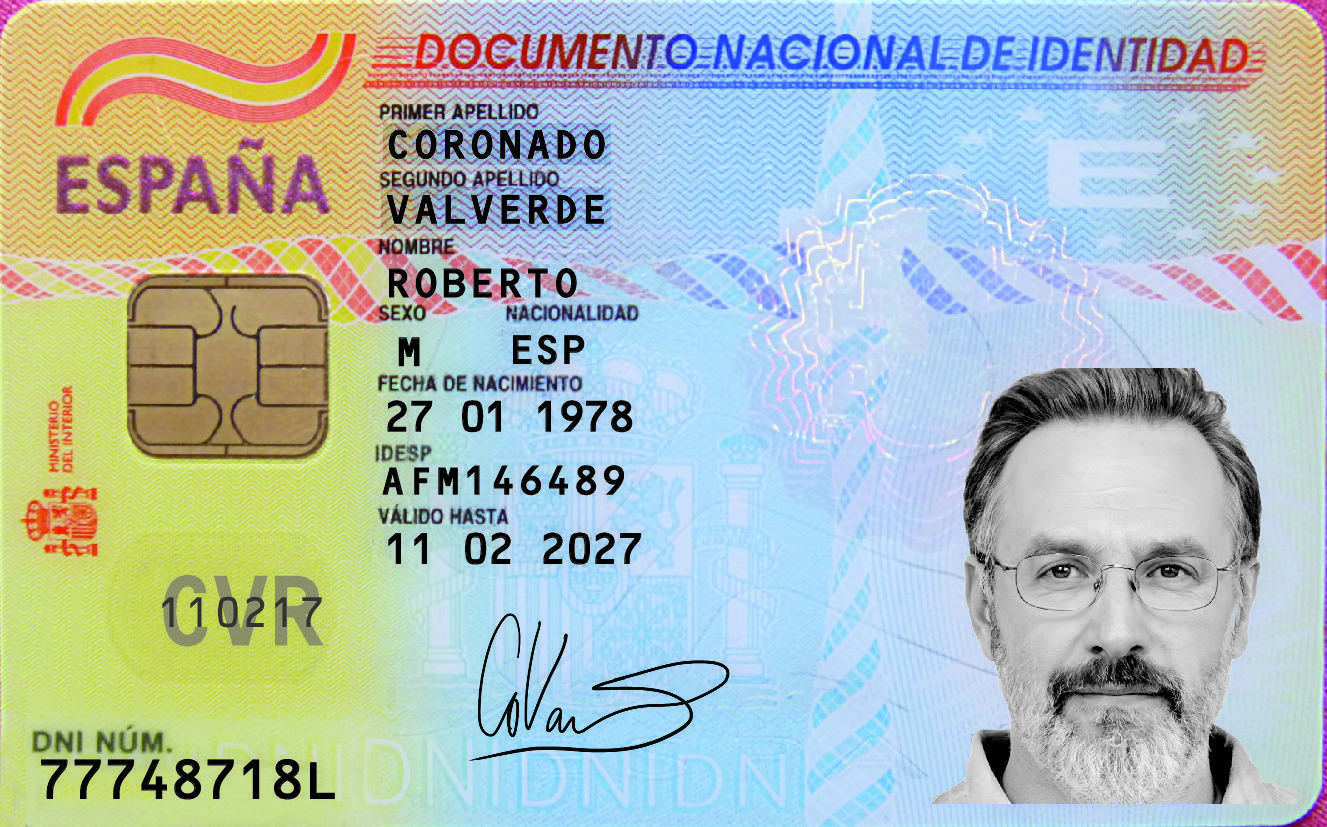 DOCUMENTO NACIONAL DE IDENTIDAD
ESPAÑA
PRIMER APELLIDO
CORONADO
SEGUNDO APELLIDO
VALVERDE
NOMBRE
ROBERTO
SEXO NACIONALIDAD
M ESP
FECHA DE NACIMIENTO
27 01 1978
IDESP
AFM146489
VÁLIDO HASTA
11 02 2027
MINISTERIO
DEL INTERIOR
E
CVR
110217
DNI NÚM.
77748718L
DNIDNIDNIDNI